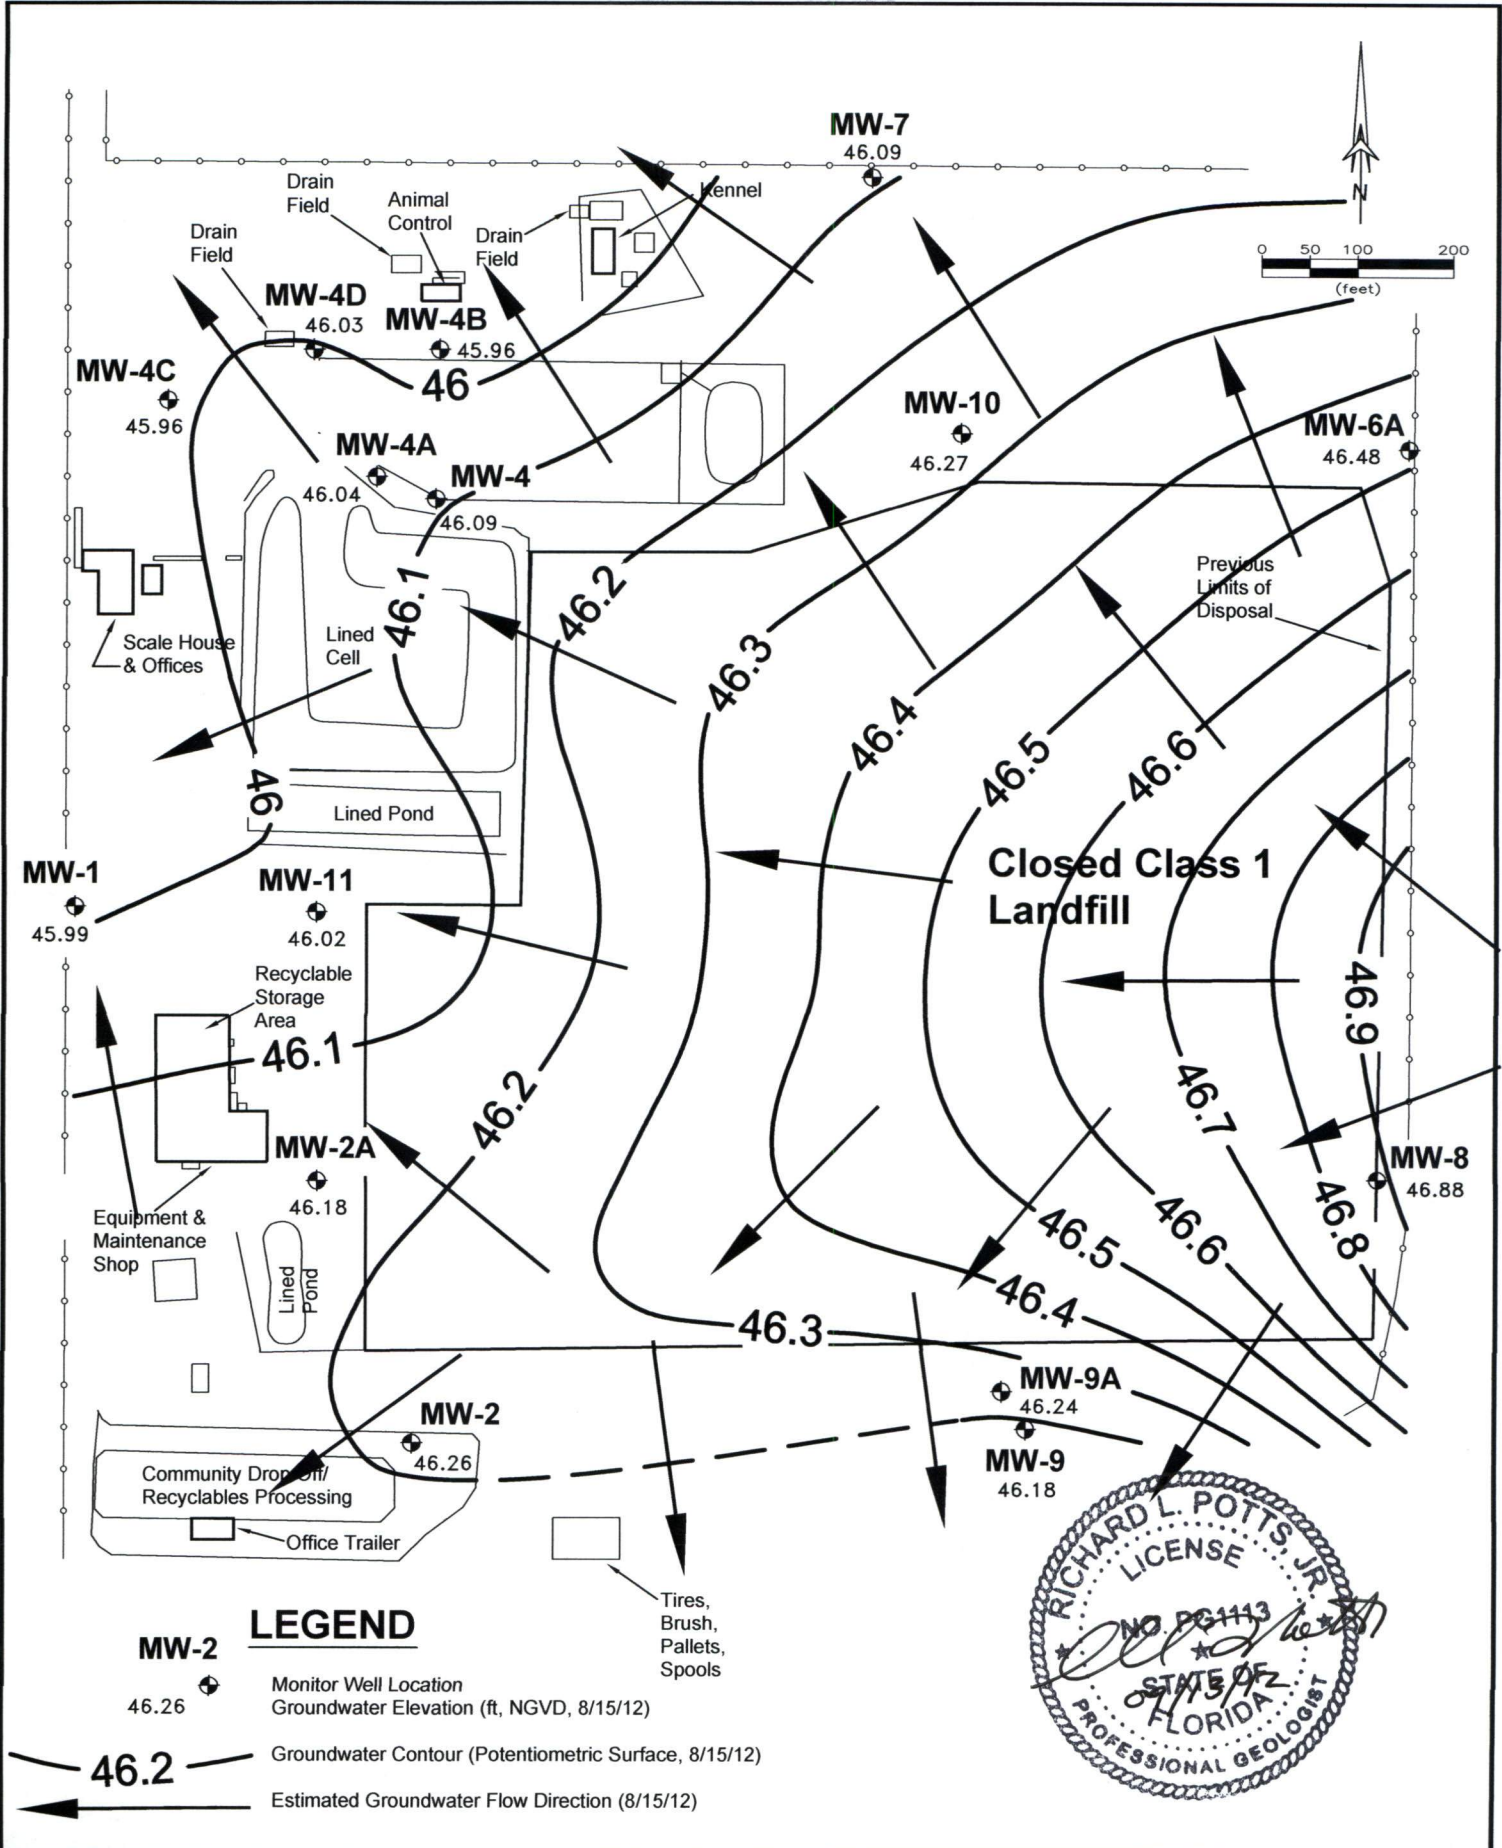 MW-7
46.09
N
0 50 100 200
(feet)
Drain
Field
Animal
Control
Kennel
Drain
Field
Drain
Field
MW-4D
46.03
MW-4B
45.96
MW-4C
45.96
46
MW-10
46.27
MW-6A
46.48
MW-4A
46.04
MW-4
46.09
46.1
46.2
Previous
Limits of
Disposal
Scale House
& Offices
Lined
Cell
46.3
46.4
46.5
46.6
46
Lined Pond
Closed Class 1
Landfill
MW-1
45.99
MW-11
46.02
46.9
Recyclable
Storage
Area
46.1
46.2
46.7
MW-2A
46.18
MW-8
46.88
Equipment &
Maintenance
Shop
Lined
Pond
46.5
46.6
46.8
46.4
46.3
MW-9A
46.24
MW-9
46.18
MW-2
46.26
Community Drop Off/
Recyclables Processing
Office Trailer
Tires,
Brush,
Pallets,
Spools
RICHARD L. POTTS, JR
LICENSE
NO. PG1113
STATE OF
FLORIDA
PROFESSIONAL GEOLOGIST
LEGEND
MW-2
46.26
Monitor Well Location
Groundwater Elevation (ft, NGVD, 8/15/12)
46.2
Groundwater Contour (Potentiometric Surface, 8/15/12)
Estimated Groundwater Flow Direction (8/15/12)